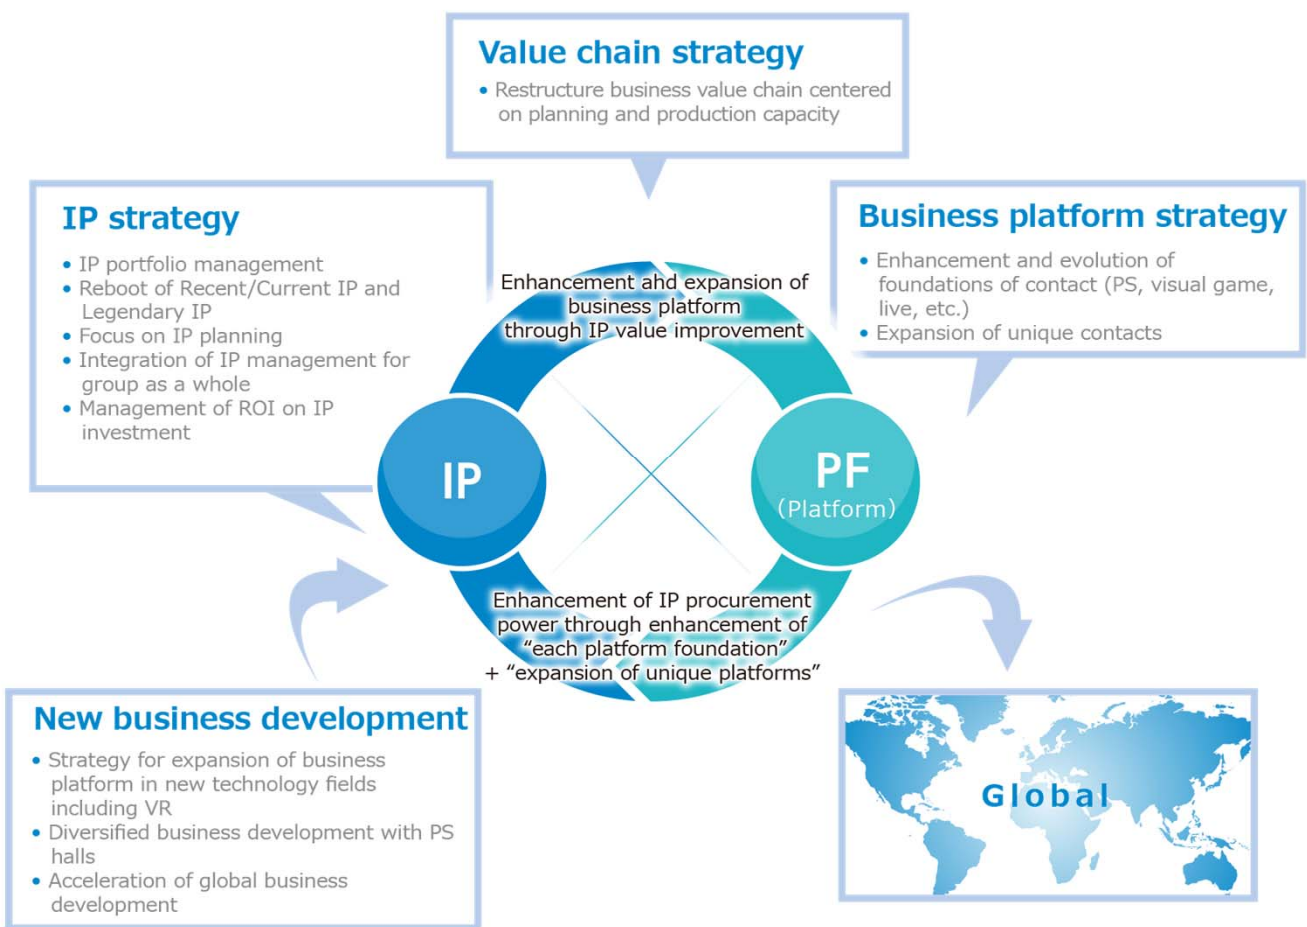 Value chain strategy
• Restructure business value chain centered
on planning and production capacity
IP strategy
• IP portfolio management
• Reboot of Recent/Current IP and
Legendary IP
• Focus on IP planning
• Integration of IP management for
group as a whole
• Management of ROI on IP
investment
Business platform strategy
• Enhancement and evolution of
foundations of contact (PS, visual game,
live, etc.)
• Expansion of unique contacts
Enhancement ahd expansion of
business platform
through IP value improvement
IP
PF
(Platform)
Enhancement of IP procurement
power through enhancement of
“each platform foundation”
+ “expansion of unique platforms”
New business development
• Strategy for expansion of business
platform in new technology fields
including VR
• Diversified business development with PS
halls
• Acceleration of global business
development
Global